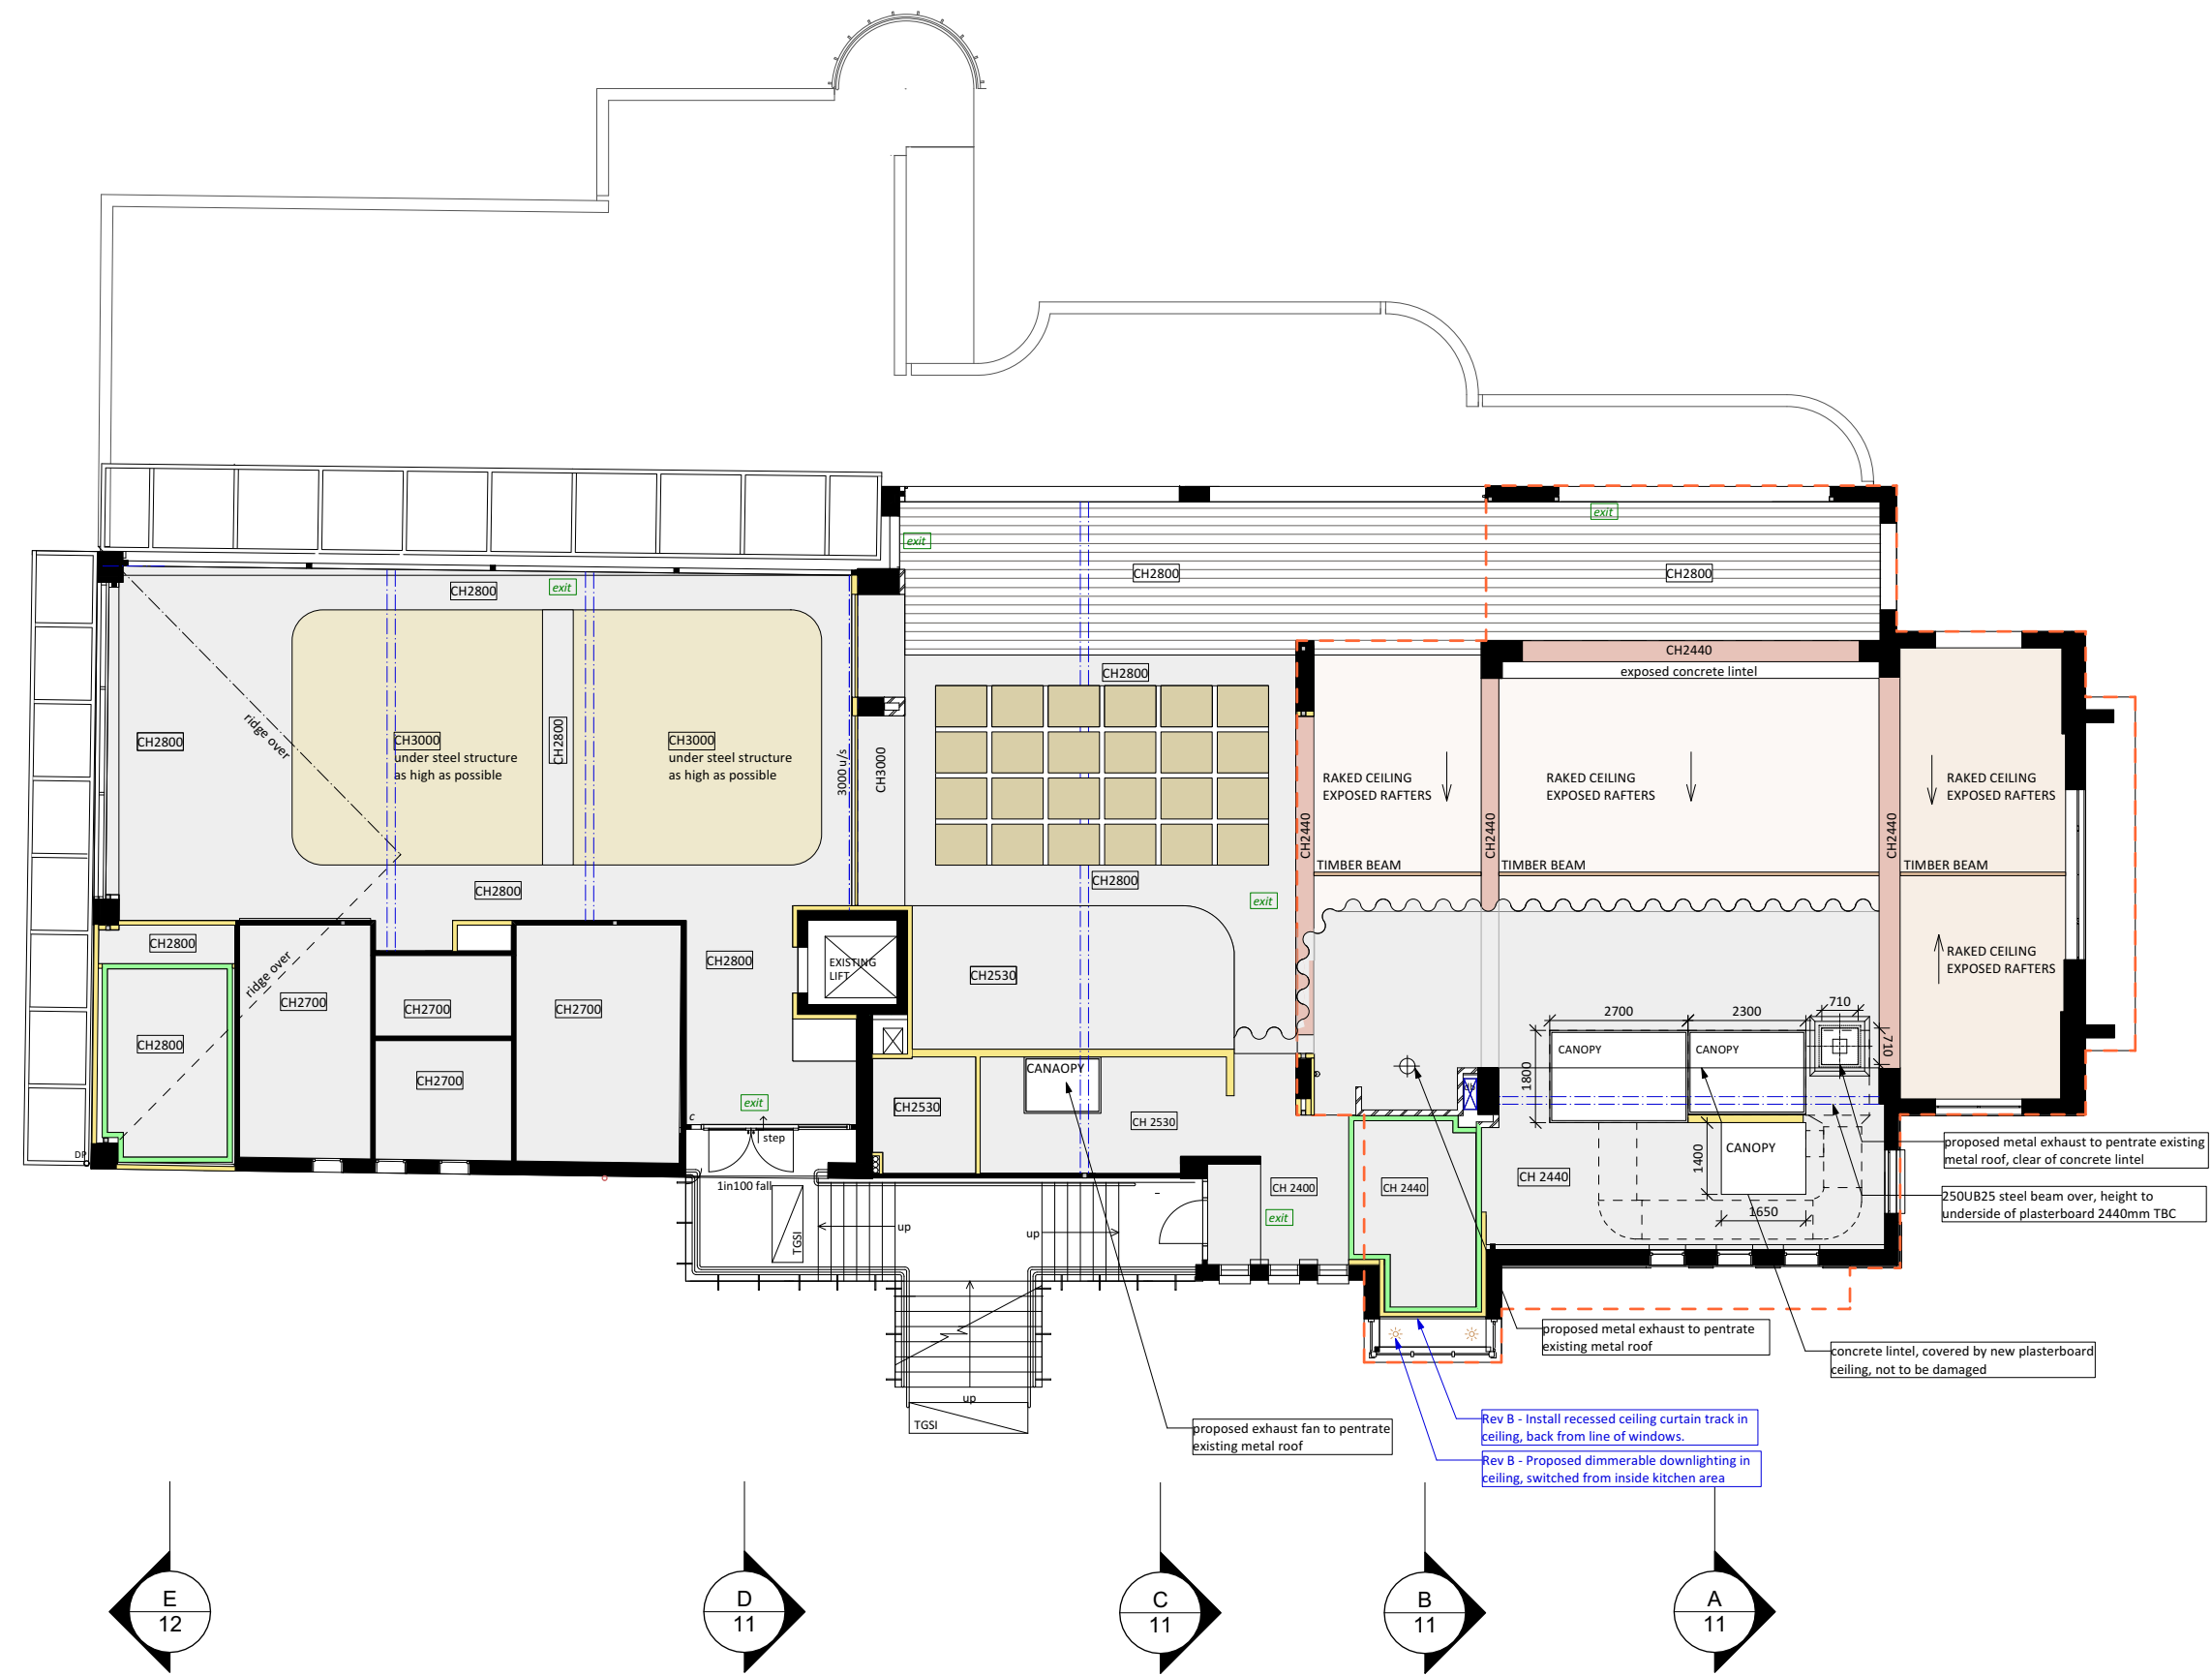 exit
exit
CH2800
CH2800
CH2800
exit
CH2440
exposed concrete lintel
CH2800
CH2800
ridge over
CH3000
under steel structure
as high as possible
CH2800
CH3000
under steel structure
as high as possible
3000 u/s
CH3000
RAKED CEILING
EXPOSED RAFTERS
RAKED CEILING
EXPOSED RAFTERS
RAKED CEILING
EXPOSED RAFTERS
CH2440
CH2440
CH2440
TIMBER BEAM
TIMBER BEAM
TIMBER BEAM
CH2800
CH2800
exit
CH2800
ridge over
CH2800
EXISTING
LIFT
CH2530
RAKED CEILING
EXPOSED RAFTERS
CH2700
CH2700
CH2700
2700
2300
710
CH2800
CANOPY
CANOPY
710
1800
CH2700
CANAOPY
CH2530
CH 2530
exit
c
step
DP
CANOPY
1400
proposed metal exhaust to pentrate existing
metal roof, clear of concrete lintel
1in100 fall
CH 2400
CH 2440
CH 2440
1650
250UB25 steel beam over, height to
underside of plasterboard 2440mm TBC
exit
TGSI
up
up
proposed metal exhaust to pentrate
existing metal roof
concrete lintel, covered by new plasterboard
ceiling, not to be damaged
up
TGSI
proposed exhaust fan to pentrate
existing metal roof
Rev B - Install recessed ceiling curtain track in
ceiling, back from line of windows.
Rev B - Proposed dimmerable downlighting in
ceiling, switched from inside kitchen area
E
12
D
11
C
11
B
11
A
11